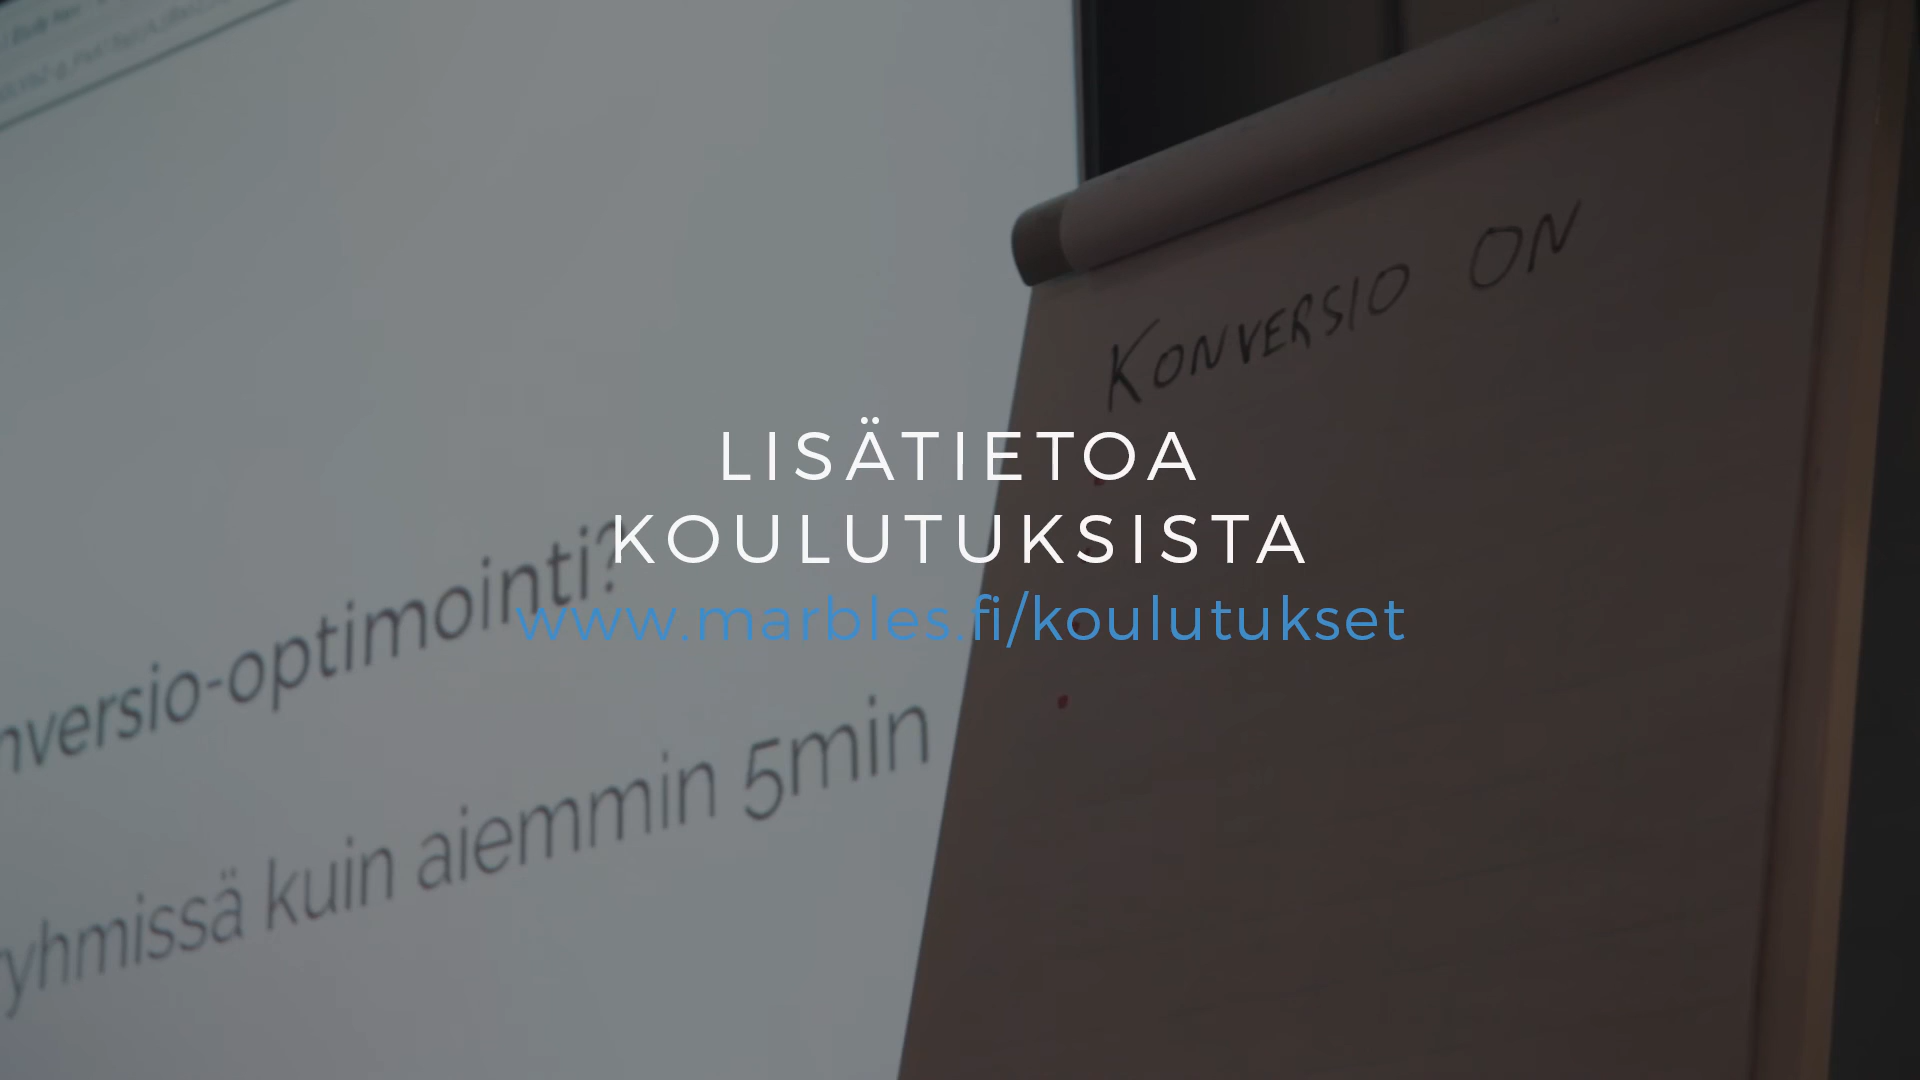 KONVERSIO ON
LISÄTIETOA
KOULUTUKSISTA
www.marbles.fi/koulutukset
nversio-optimointi?
ryhmissä kuin aiemmin 5min